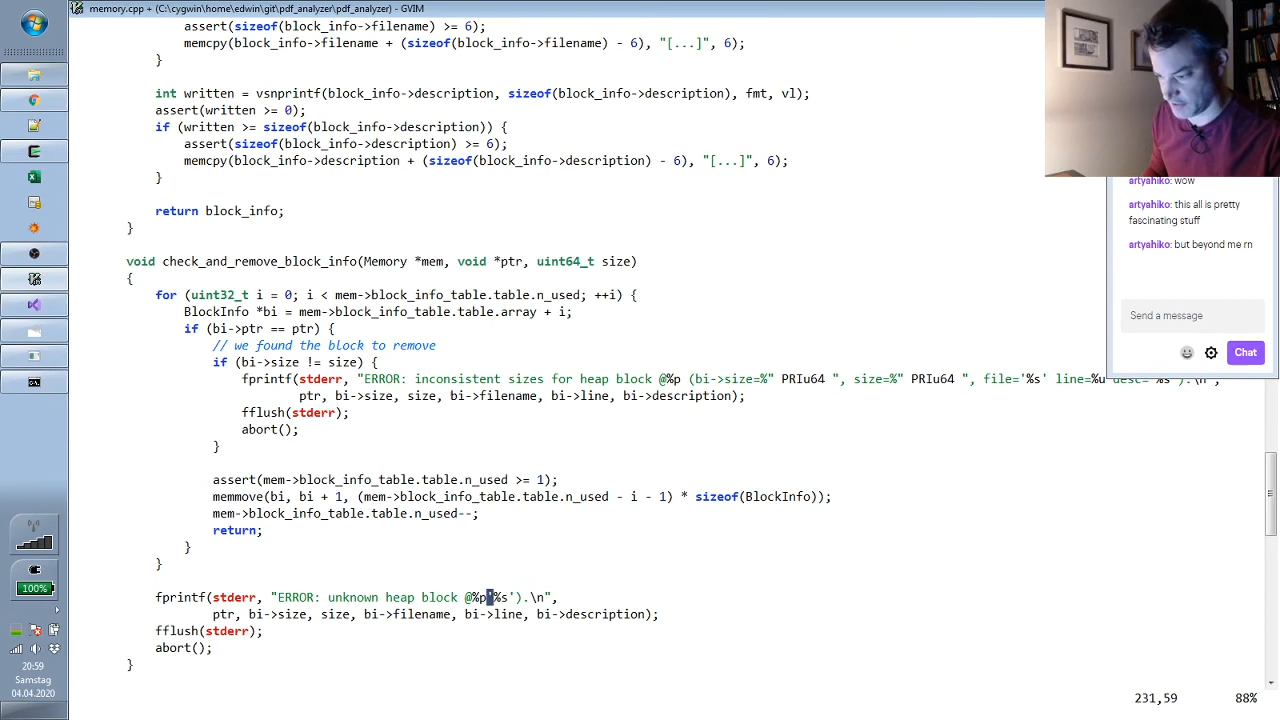 memory.cpp + (C:\cygwin\home\edwin\git\pdf_analyzer\pdf_analyzer) - GVIM
assert(sizeof(block_info->filename) >= 6);
memcpy(block_info->filename + (sizeof(block_info->filename) - 6), "[...]", 6);
}
int written = vsnprintf(block_info->description, sizeof(block_info->description), fmt, vl);
assert(written >= 0);
if (written >= sizeof(block_info->description)) {
assert(sizeof(block_info->description) >= 6);
memcpy(block_info->description + (sizeof(block_info->description) - 6), "[...]", 6);
}
return block_info;
}
void check_and_remove_block_info(Memory *mem, void *ptr, uint64_t size)
{
for (uint32_t i = 0; i < mem->block_info_table.table.n_used; ++i) {
BlockInfo *bi = mem->block_info_table.table.array + i;
if (bi->ptr == ptr) {
// we found the block to remove
if (bi->size != size) {
fprintf(stderr, "ERROR: inconsistent sizes for heap block @%p (bi->size=%" PRIu64 ", size=%" PRIu64 ", file='%s' line=%u desc='%s').\n",
ptr, bi->size, size, bi->filename, bi->line, bi->description);
fflush(stderr);
abort();
}
assert(mem->block_info_table.table.n_used >= 1);
memmove(bi, bi + 1, (mem->block_info_table.table.n_used - i - 1) * sizeof(BlockInfo));
mem->block_info_table.table.n_used--;
return;
}
}
fprintf(stderr, "ERROR: unknown heap block @%p'%s').\n",
ptr, bi->size, size, bi->filename, bi->line, bi->description);
fflush(stderr);
abort();
}
231,59 88%
artyahiko: wow
artyahiko: this all is pretty
fascinating stuff
artyahiko: but beyond me rn
Send a message
Chat
100%
20:59
Samstag
04.04.2020